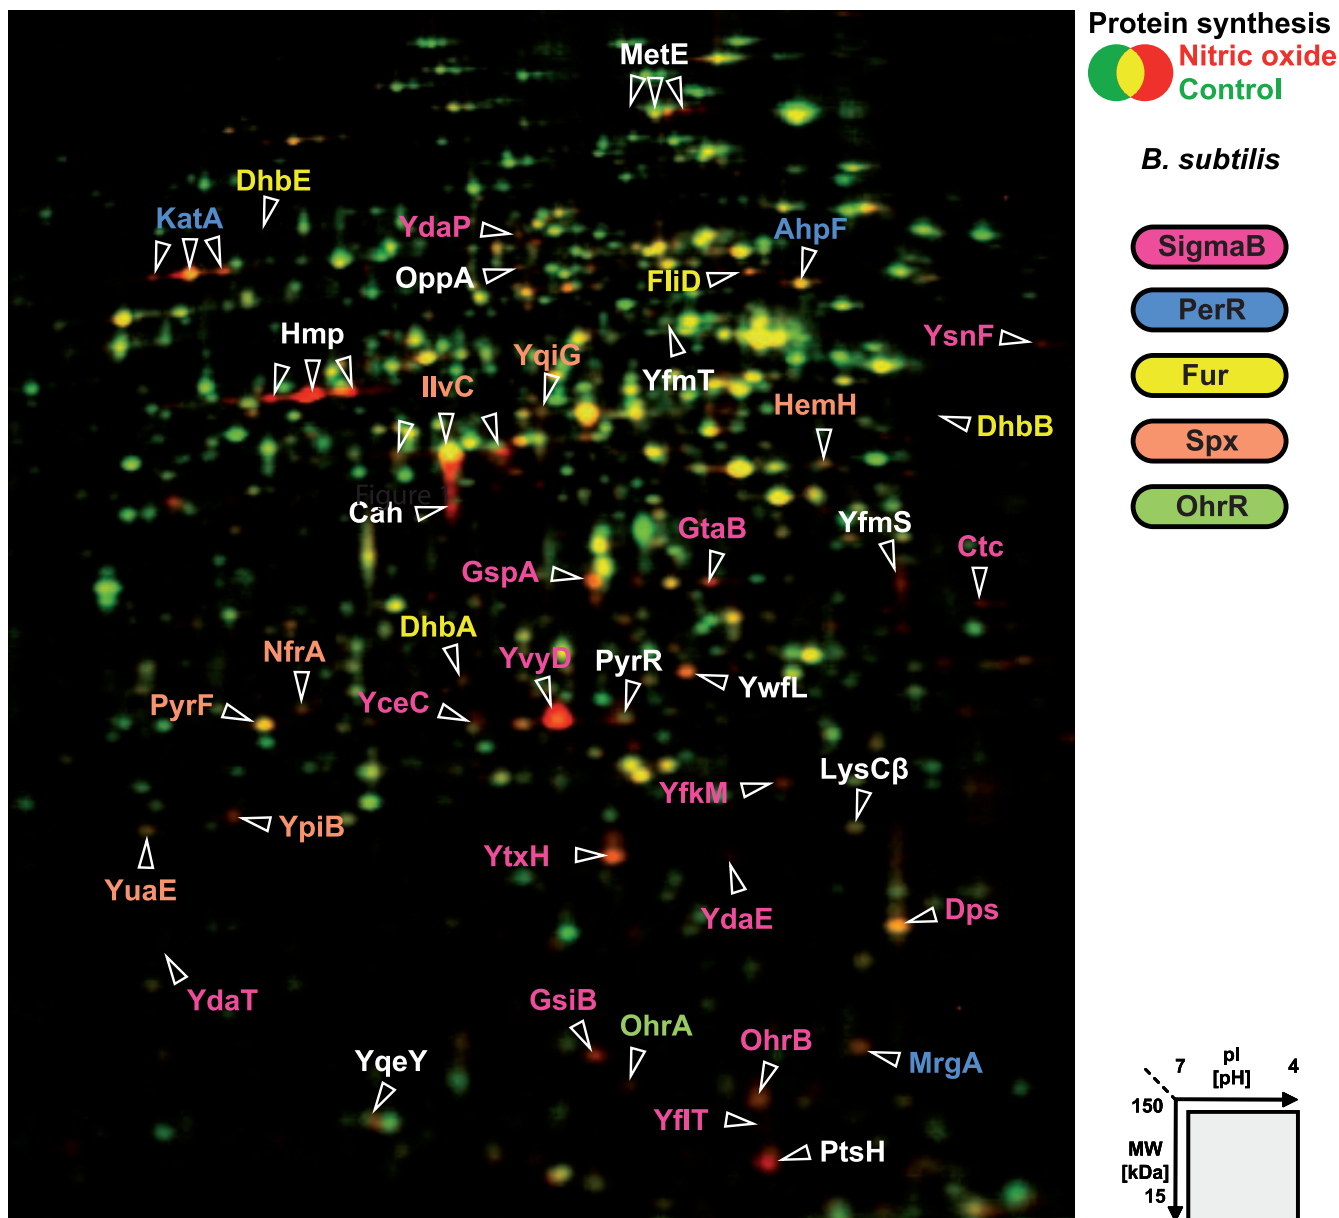 Protein synthesis
Nitric oxide
Control
B. subtilis
SigmaB
PerR
Fur
Spx
OhrR
MetE
DhbE
KatA
YdaP
AhpF
OppA
FliD
Hmp
YsnF
YqiG
YfmT
IlvC
HemH
DhbB
Figure 1
Cah
YfmS
GtaB
Ctc
GspA
DhbA
NfrA
YvyD
PyrR
YwfL
PyrF
YceC
LysCβ
YfkM
YpiB
YtxH
YuaE
YdaE
Dps
YdaT
GsiB
OhrA
OhrB
YqeY
MrgA
YflT
PtsH
7
pI
[pH]
4
150
MW
[kDa]
15